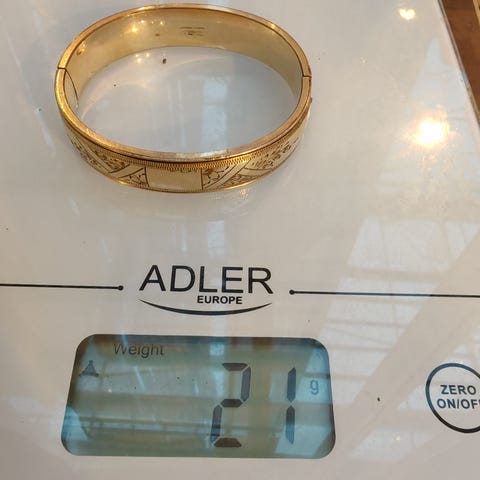 ADLER
EUROPE
Weight
21 g
ZERO
ON/OFF